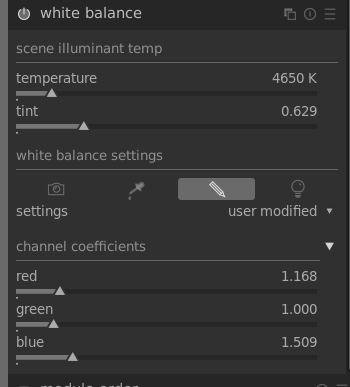 white balance
scene illuminant temp
temperature 4650 K
tint 0.629
white balance settings
settings user modified
channel coefficients
red 1.168
green 1.000
blue 1.509
module order